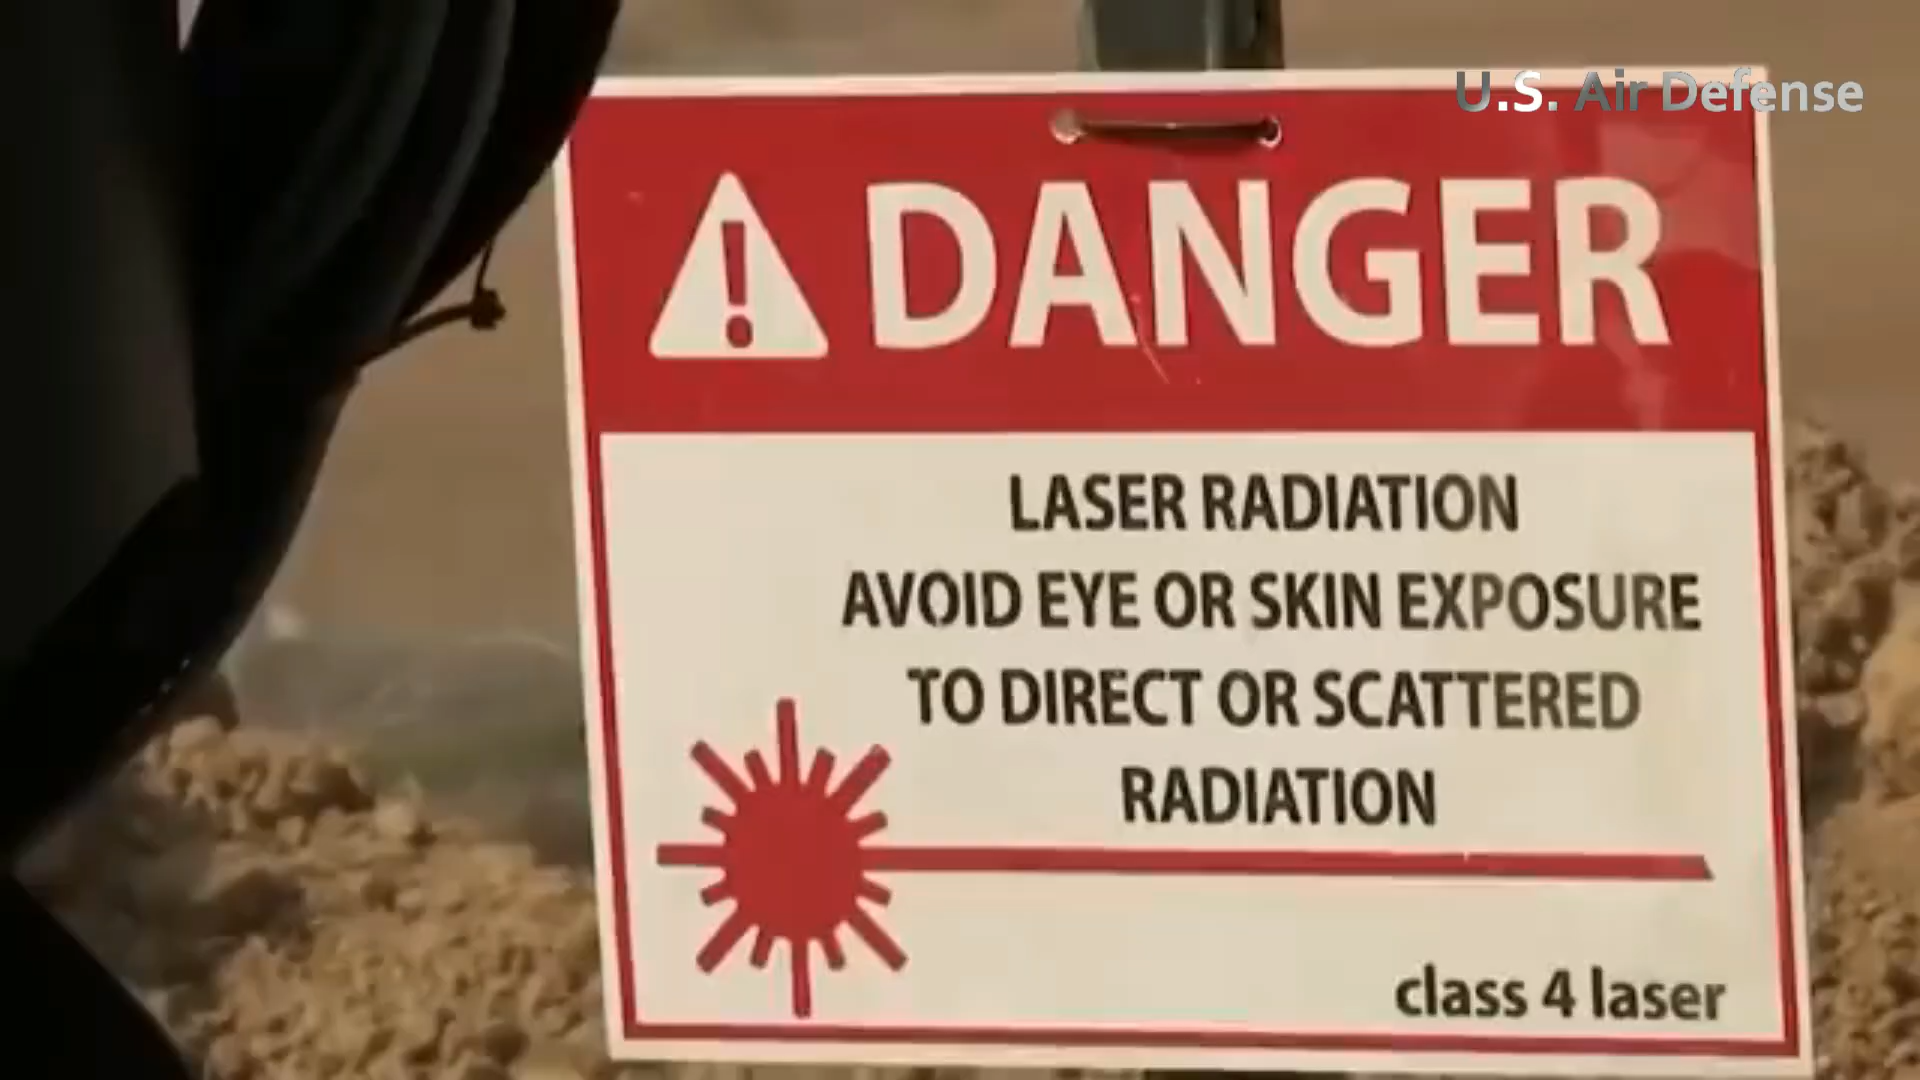 U.S. Air Defense
DANGER
LASER RADIATION
AVOID EYE OR SKIN EXPOSURE
TO DIRECT OR SCATTERED
RADIATION
class 4 laser